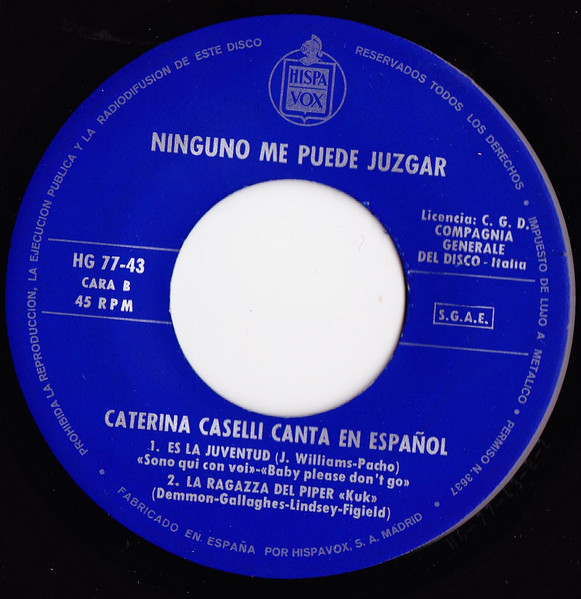 RESERVADOS TODOS LOS DERECHOS • IMPUESTO DE LUJO A METALICO • PERMISO N.3637
• FABRICADO EN ESPAÑA POR HISPAVOX, S. A. MADRID •
PROHIBIDA LA REPRODUCCION, LA EJECUCION PUBLICA Y LA RADIODIFUSION DE ESTE DISCO
HISPA
VOX
NINGUNO ME PUEDE JUZGAR
Licencia: C. G. D.
COMPAGNIA
GENERALE
DEL DISCO - Italia
HG 77-43
CARA B
45 RPM
S.G.A.E.
CATERINA CASELLI CANTA EN ESPAÑOL
1. ES LA JUVENTUD (J. Williams-Pacho)
«Sono qui con voi»-«Baby please don't go»
2. LA RAGAZZA DEL PIPER «Kuk»
(Demmon-Gallaghes-Lindsey-Figield)